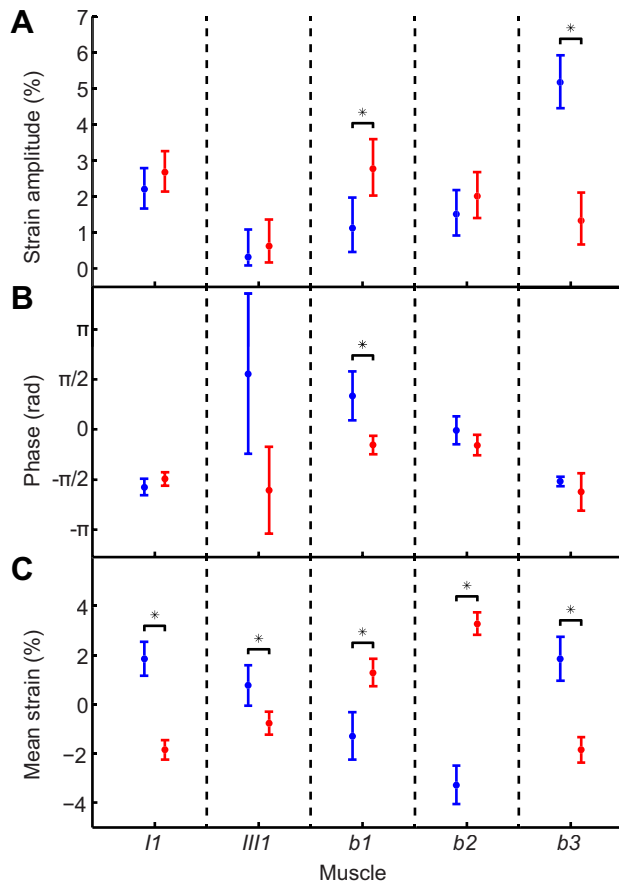 A
Strain amplitude (%)
7
6
5
4
3
2
1
0
*
*
B
Phase (rad)
π
π/2
0
-π/2
-π
*
C
Mean strain (%)
4
2
0
−2
−4
*
*
*
*
*
I1 III1 b1 b2 b3
Muscle